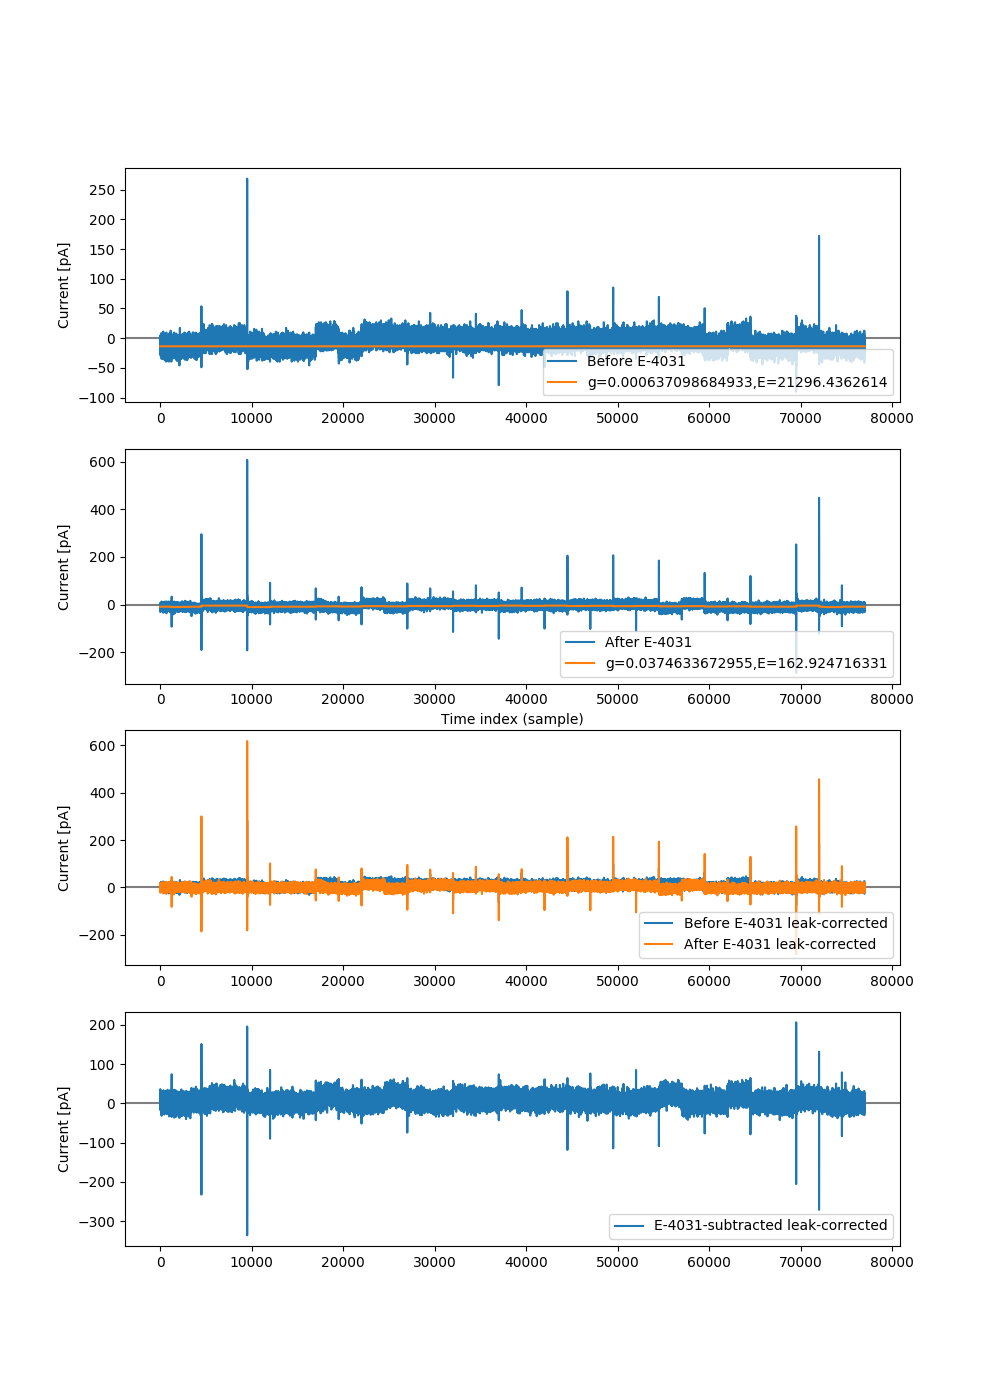 250
200
150
100
50
0
−50
−100
Current [pA]
Before E-4031
g=0.000637098684933,E=21296.4362614
0 10000 20000 30000 40000 50000 60000 70000 80000
600
400
200
0
−200
Current [pA]
After E-4031
g=0.0374633672955,E=162.924716331
0 10000 20000 30000 40000 50000 60000 70000 80000
Time index (sample)
600
400
200
0
−200
Current [pA]
Before E-4031 leak-corrected
After E-4031 leak-corrected
0 10000 20000 30000 40000 50000 60000 70000 80000
200
100
0
−100
−200
−300
Current [pA]
E-4031-subtracted leak-corrected
0 10000 20000 30000 40000 50000 60000 70000 80000